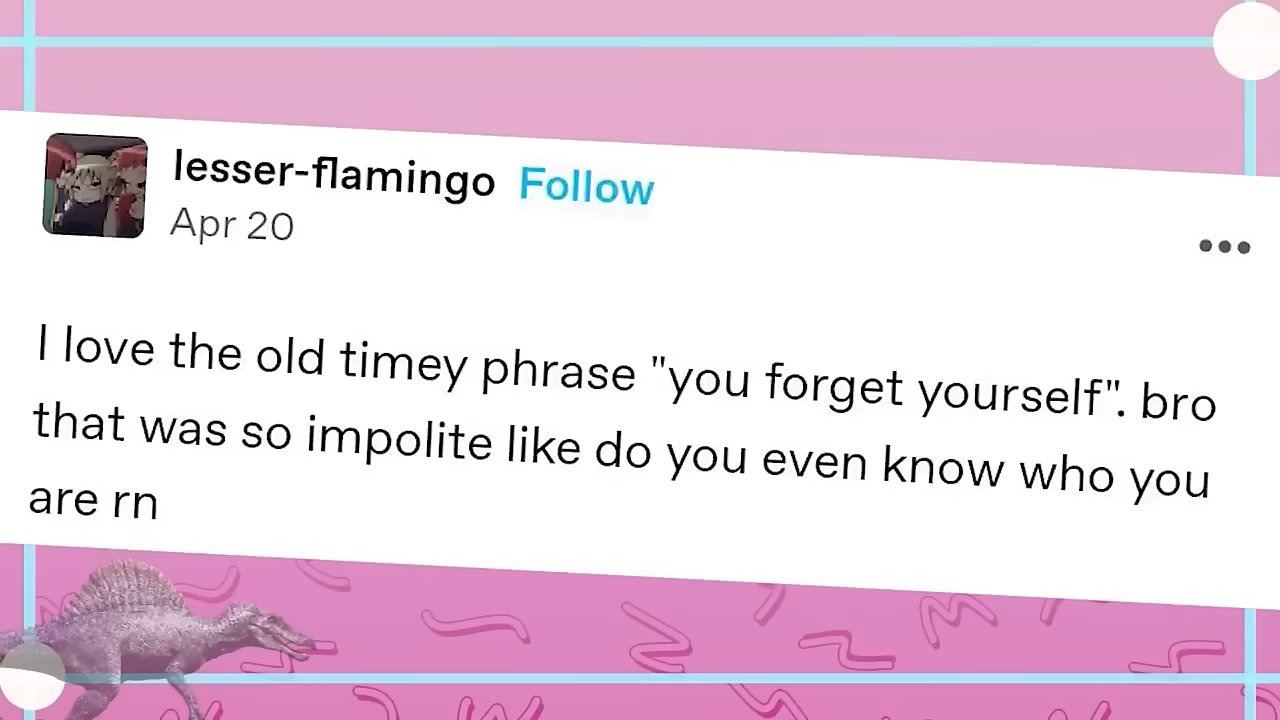 lesser-flamingo Follow
Apr 20
I love the old timey phrase "you forget yourself". bro
that was so impolite like do you even know who you
are rn